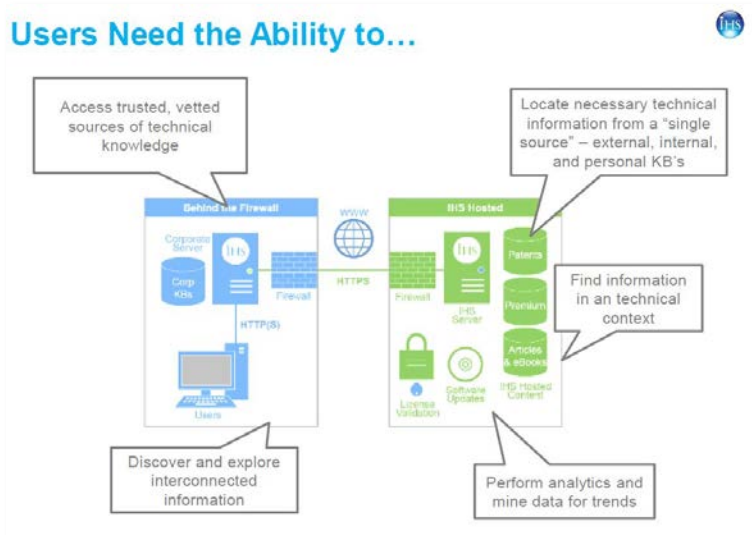 Users Need the Ability to…
IHS
Access trusted, vetted
sources of technical
knowledge
Locate necessary technical
information from a “single
source” – external, internal,
and personal KB’s
Behind the Firewall
WWW
IHS Hosted
Corporate
Server
IHS
Corp
KBs
Firewall
HTTPS
Firewall
IHS
IHS
Server
Patents
Premium
Articles
& eBooks
IHS Hosted
Content
Find information
in an technical
context
HTTP(S)
Users
License
Validation
Software
Updates
Discover and explore
interconnected
information
Perform analytics and
mine data for trends